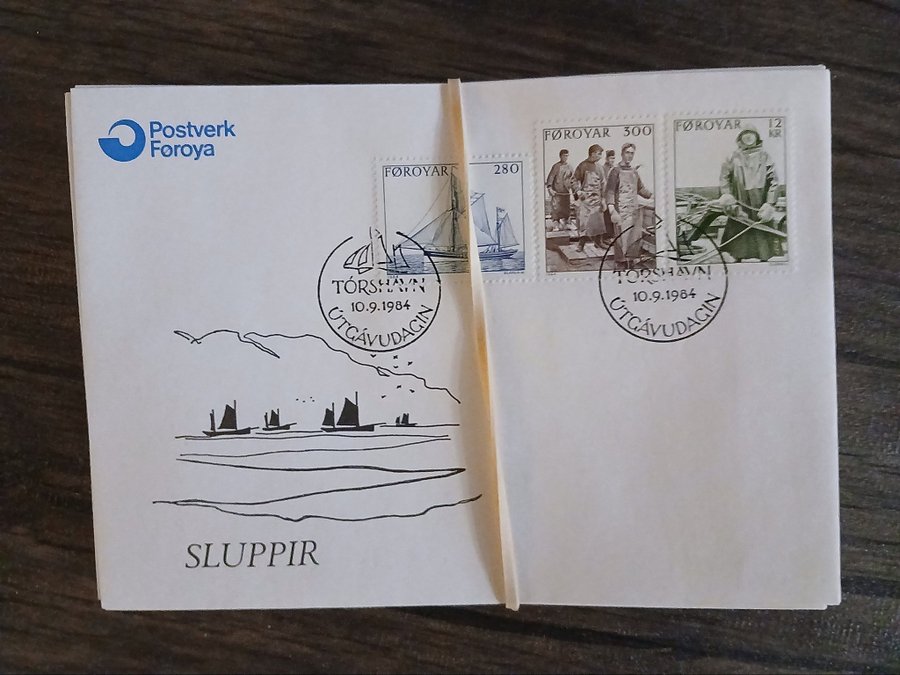 Postverk
Føroya
FØROYAR 280
FØROYAR 300
FØROYAR 12
KR
TÓRSHAVN
10.9.1984
ÚTGÁVUDAGIN
TÓRSHAVN
10.9.1984
ÚTGÁVUDAGIN
SLUPPIR